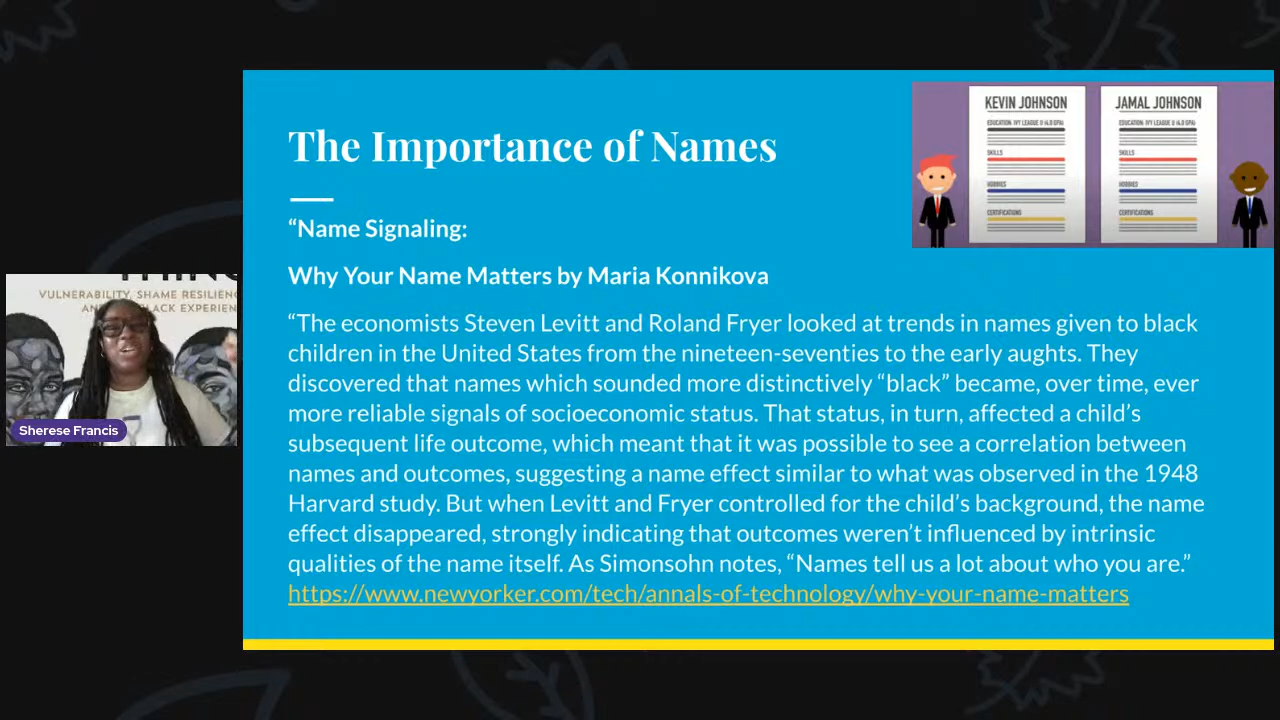 The Importance of Names
“Name Signaling:
Why Your Name Matters by Maria Konnikova
“The economists Steven Levitt and Roland Fryer looked at trends in names given to black
children in the United States from the nineteen-seventies to the early aughts. They
discovered that names which sounded more distinctively “black” became, over time, ever
more reliable signals of socioeconomic status. That status, in turn, affected a child’s
subsequent life outcome, which meant that it was possible to see a correlation between
names and outcomes, suggesting a name effect similar to what was observed in the 1948
Harvard study. But when Levitt and Fryer controlled for the child’s background, the name
effect disappeared, strongly indicating that outcomes weren’t influenced by intrinsic
qualities of the name itself. As Simonsohn notes, “Names tell us a lot about who you are.”
https://www.newyorker.com/tech/annals-of-technology/why-your-name-matters
KEVIN JOHNSON
EDUCATION: IVY LEAGUE U (4.0 GPA)
SKILLS
HOBBIES
CERTIFICATIONS
JAMAL JOHNSON
EDUCATION: IVY LEAGUE U (4.0 GPA)
SKILLS
HOBBIES
CERTIFICATIONS
VULNERABILITY, SHAME RESILIENC
AN
LACK EXPERIEN
Sherese Francis